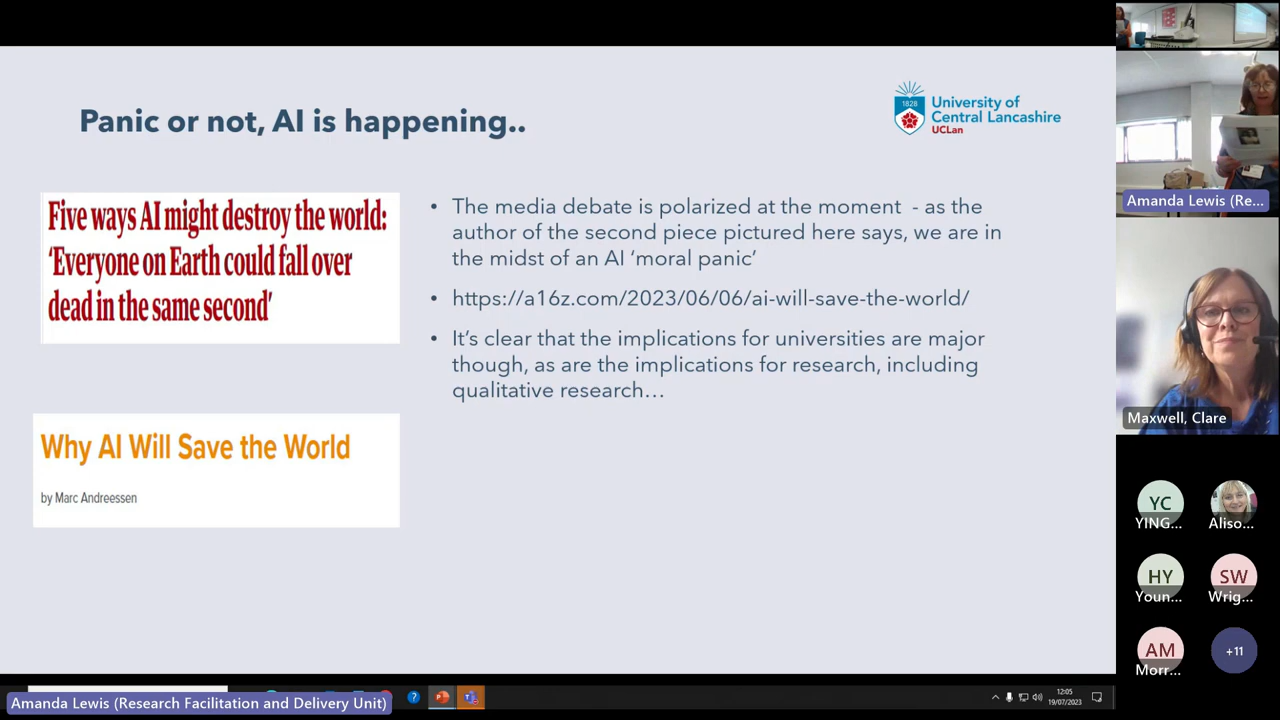 Panic or not, AI is happening..
1828
University of
Central Lancashire
UCLan
Five ways AI might destroy the world:
‘Everyone on Earth could fall over
dead in the same second’
• The media debate is polarized at the moment - as the
author of the second piece pictured here says, we are in
the midst of an AI ‘moral panic’
• https://a16z.com/2023/06/06/ai-will-save-the-world/
• It’s clear that the implications for universities are major
though, as are the implications for research, including
qualitative research…
Why AI Will Save the World
by Marc Andreessen
Amanda Lewis (Re...
Maxwell, Clare
YC
YING...
Aliso...
HY
Youn...
SW
Wrig...
AM
Morr...
+11
Amanda Lewis (Research Facilitation and Delivery Unit)
12:05
19/07/2023